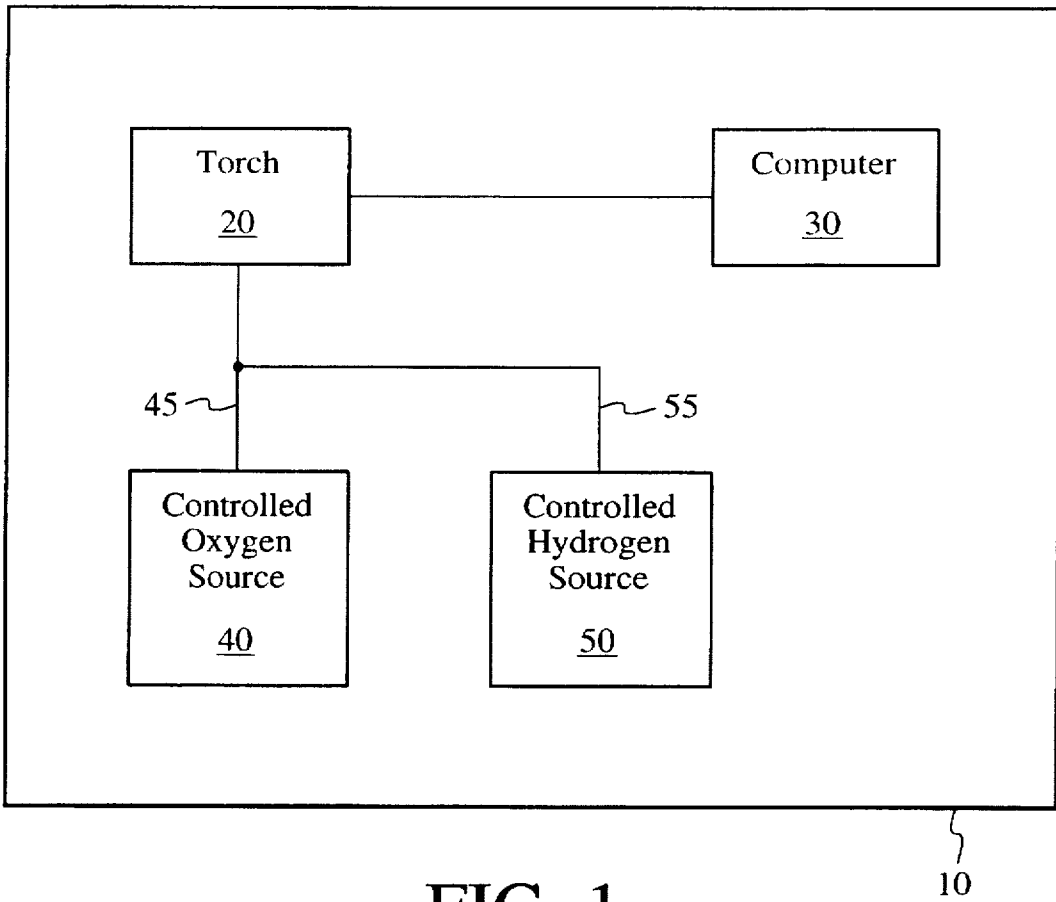 Torch
20
Computer
30
45
55
Controlled
Oxygen
Source
40
Controlled
Hydrogen
Source
50
10
FIG. 1